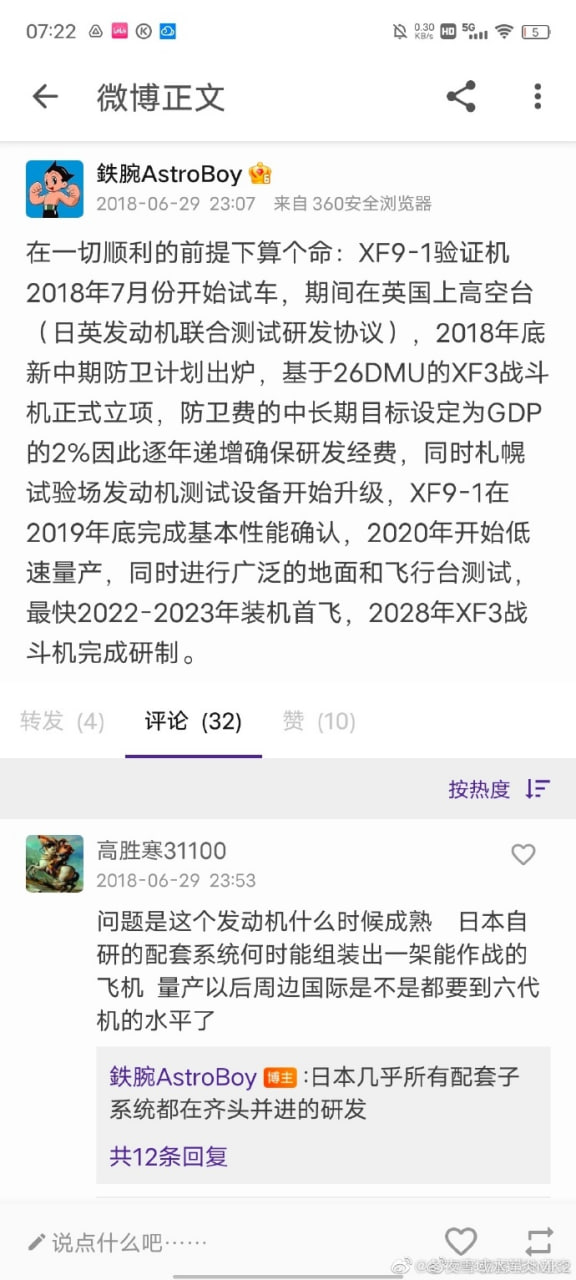 07:22
0.30
KB/s
HD
5G
5
微博正文
鉄腕AstroBoy
2018-06-29 23:07 来自360安全浏览器
在一切顺利的前提下算个命：XF9-1验证机
2018年7月份开始试车，期间在英国上高空台
（日英发动机联合测试研发协议），2018年底
新中期防卫计划出炉，基于26DMU的XF3战斗
机正式立项，防卫费的中长期目标设定为GDP
的2%因此逐年递增确保研发经费，同时札幌
试验场发动机测试设备开始升级，XF9-1在
2019年底完成基本性能确认，2020年开始低
速量产，同时进行广泛的地面和飞行台测试，
最快2022-2023年装机首飞，2028年XF3战
斗机完成研制。
转发 (4) 评论 (32) 赞 (10)
按热度
高胜寒31100
2018-06-29 23:53
问题是这个发动机什么时候成熟 日本自
研的配套系统何时能组装出一架能作战的
飞机 量产以后周边国际是不是都要到六代
机的水平了
鉄腕AstroBoy 博主 :日本几乎所有配套子
系统都在齐头并进的研发
共12条回复
说点什么吧……